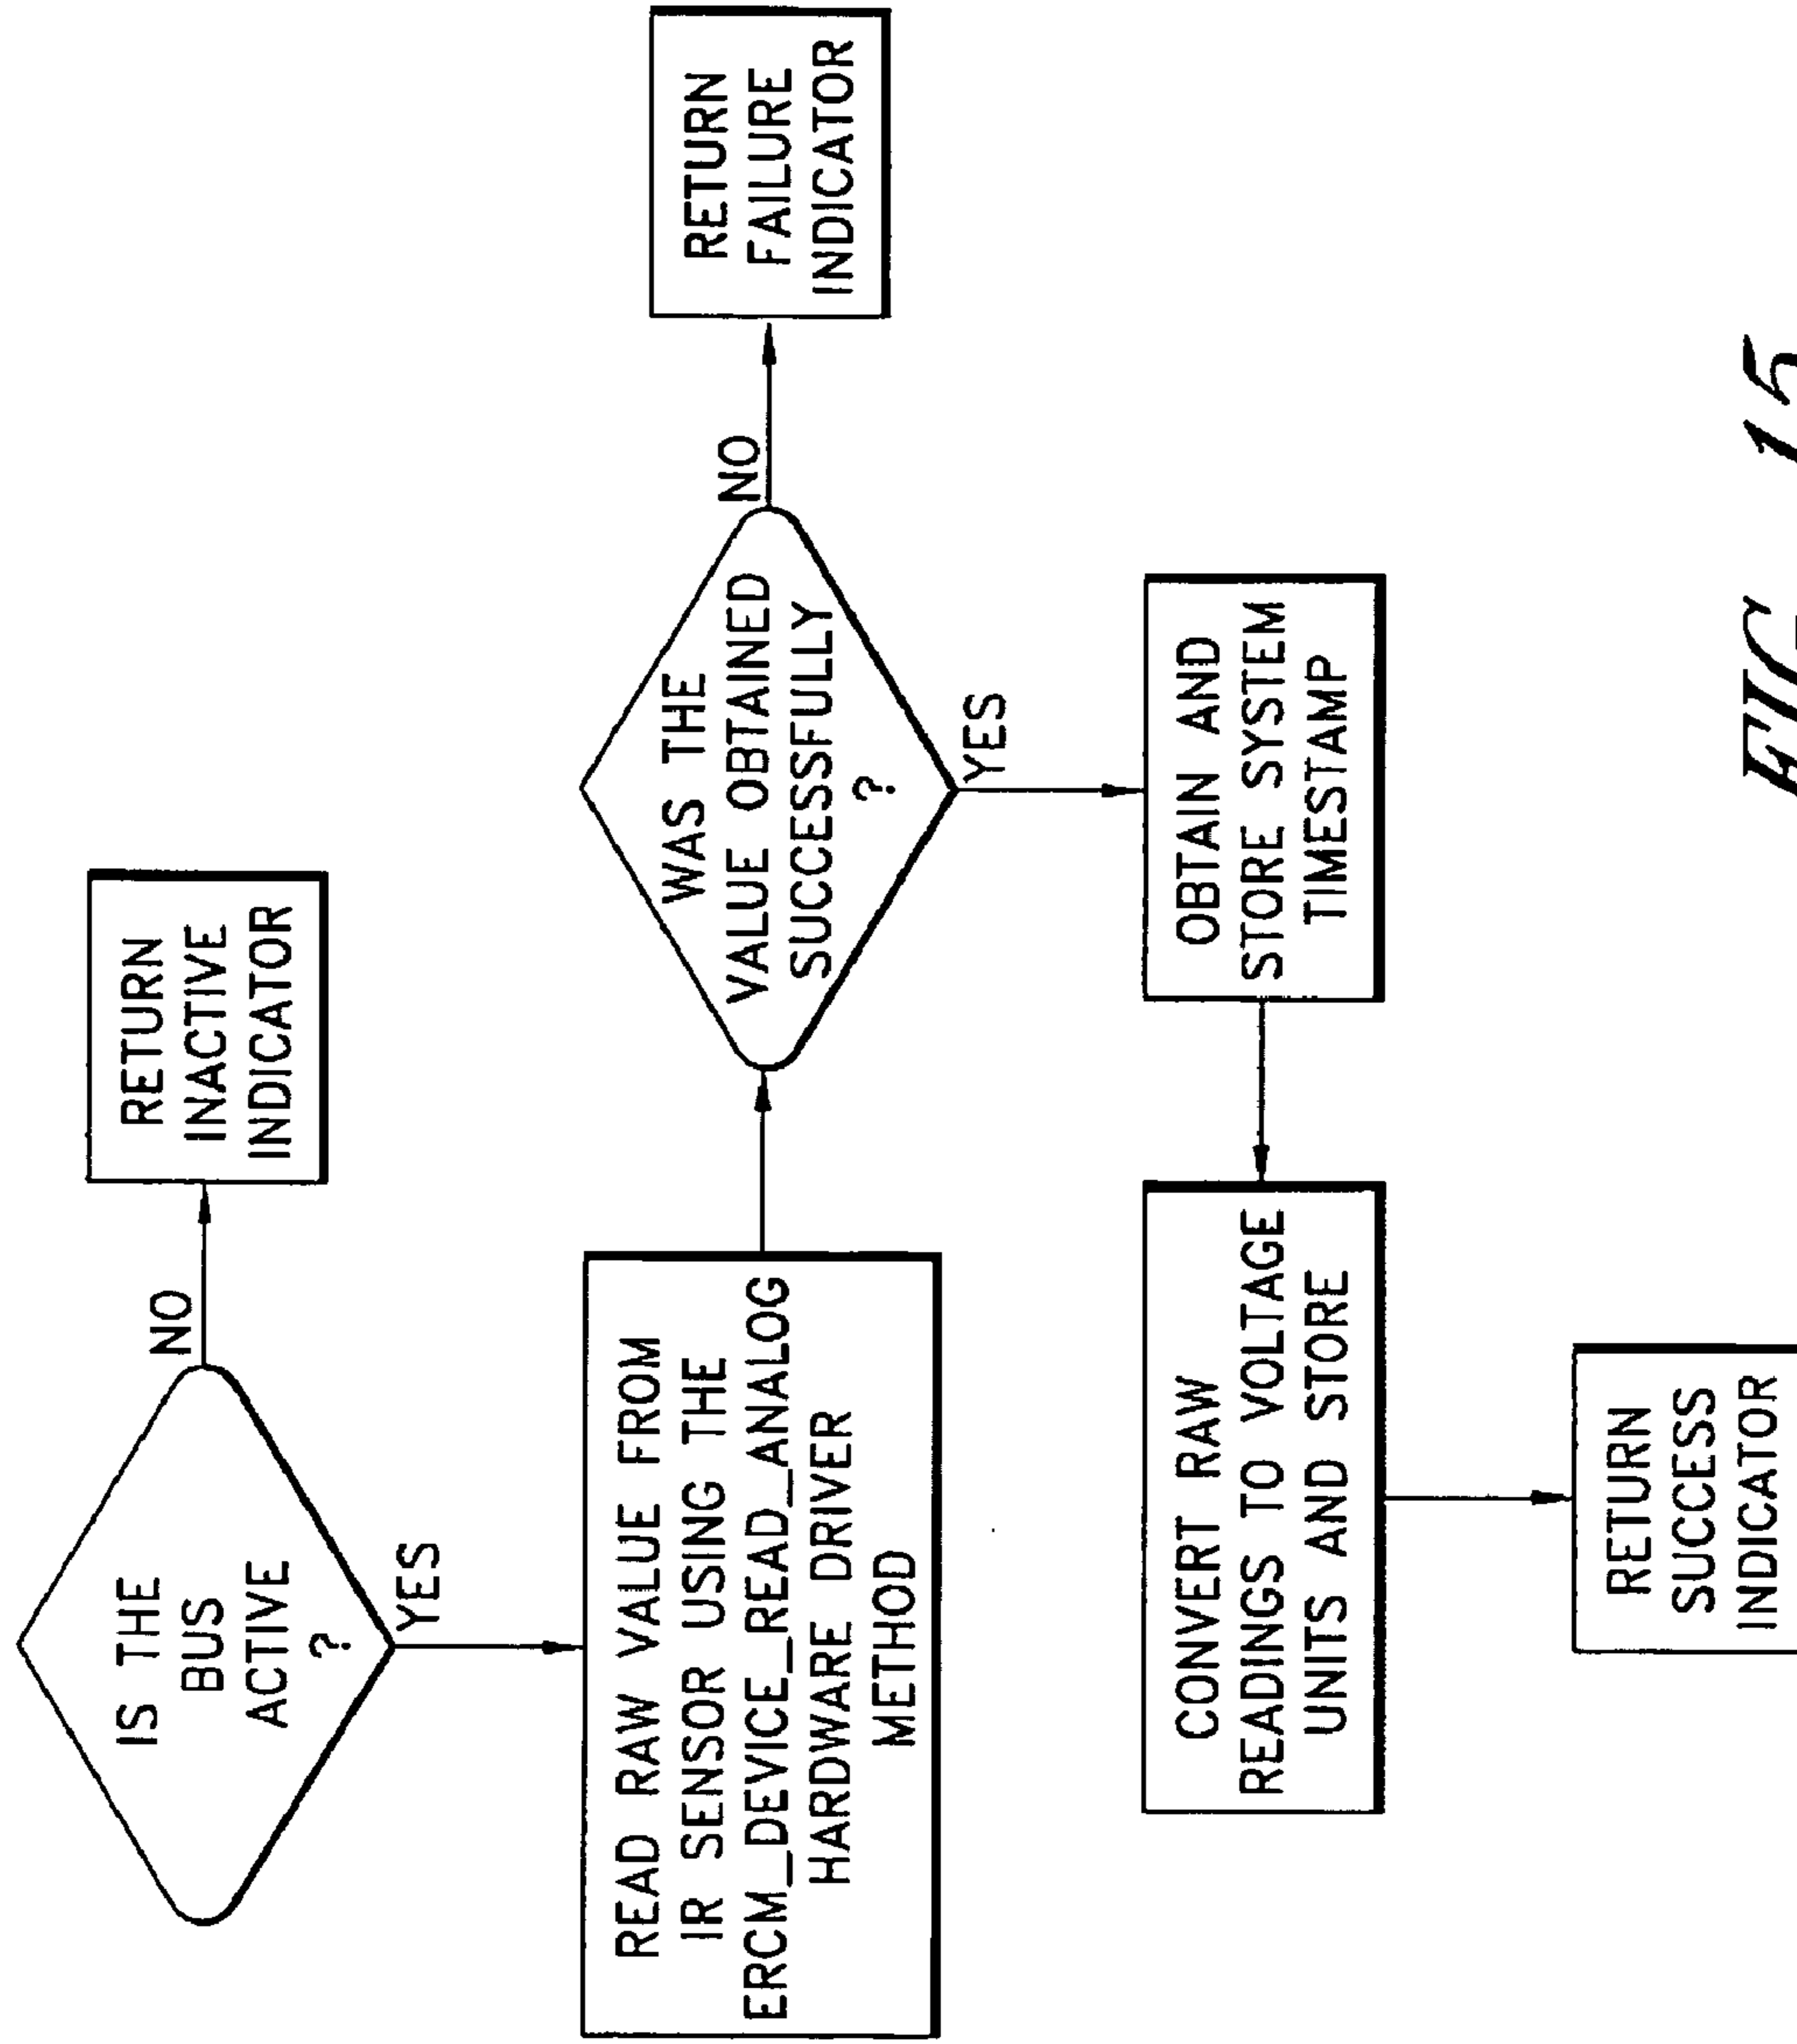 IS THE
BUS
ACTIVE
?
NO
RETURN
INACTIVE
INDICATOR
YES
READ RAW VALUE FROM
IR SENSOR USING THE
ERCM_DEVICE_READ_ANALOG
HARDWARE DRIVER
METHOD
WAS THE
VALUE OBTAINED
SUCCESSFULLY
?
NO
RETURN
FAILURE
INDICATOR
YES
OBTAIN AND
STORE SYSTEM
TIMESTAMP
CONVERT RAW
READINGS TO VOLTAGE
UNITS AND STORE
RETURN
SUCCESS
INDICATOR
FIG. 15